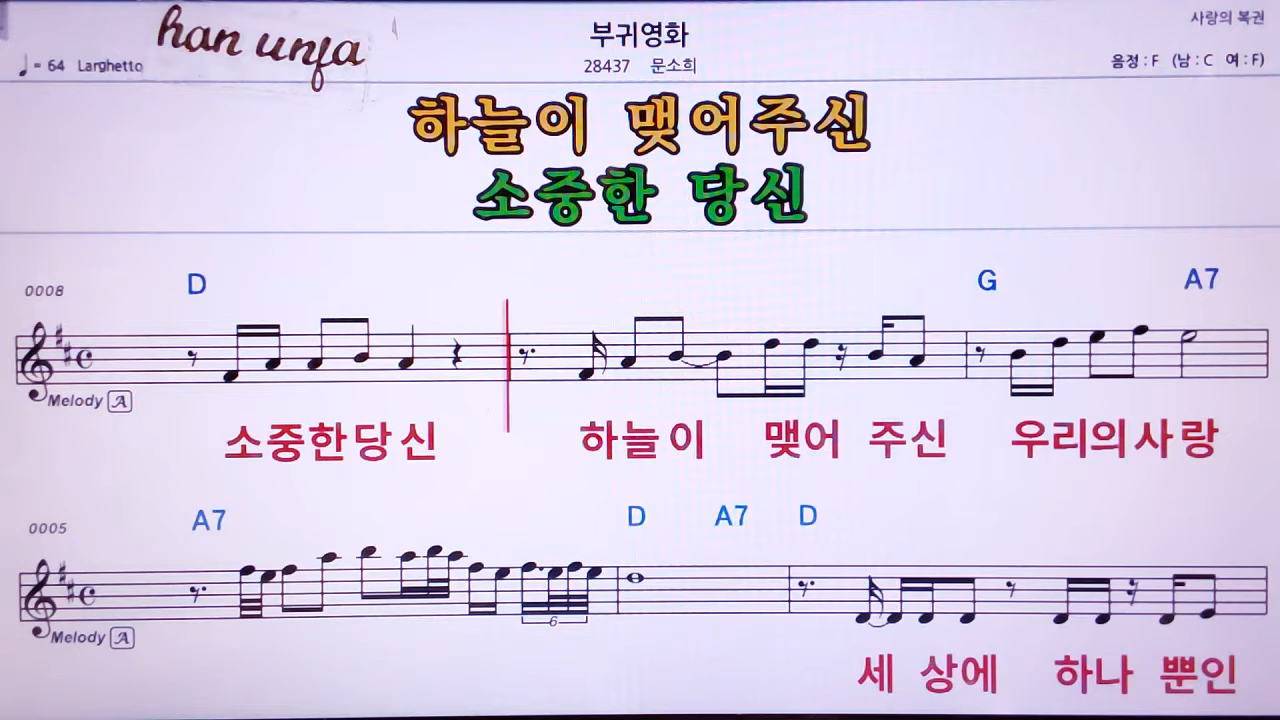 han unfa
부귀영화
사랑의 복권
♩= 64 Larghetto
28437 문소희
음정 : F (남 : C 여 : F)
하늘이 맺어주신
소중한 당신
0008 D G A7
Melody A
소중한당신 하늘이 맺어 주신 우리의사랑
0005 A7 D A7 D
6
Melody A
세 상에 하나 뿐인